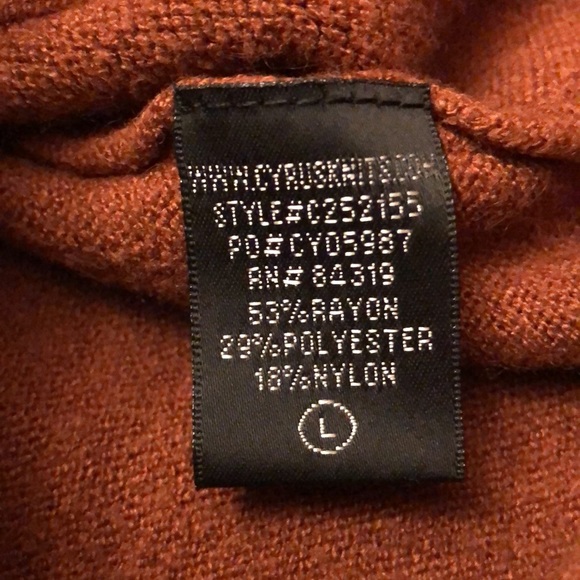 WWW.CYRUSKNITS.COM
STYLE#C252155
PO#CY05987
RN#84319
53%RAYON
29%POLYESTER
18%NYLON
L